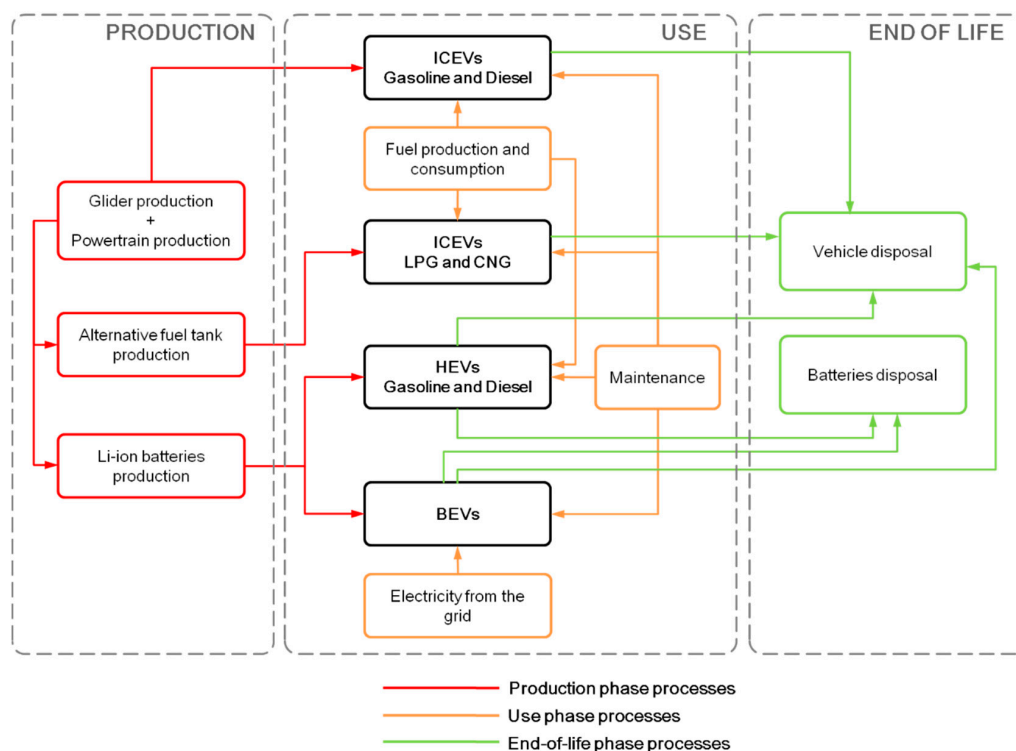 PRODUCTION
USE
END OF LIFE
ICEVs
Gasoline and Diesel
Fuel production and
consumption
Glider production
+
Powertrain production
ICEVs
LPG and CNG
Vehicle disposal
Alternative fuel tank
production
HEVs
Gasoline and Diesel
Maintenance
Batteries disposal
Li-ion batteries
production
BEVs
Electricity from the
grid
Production phase processes
Use phase processes
End-of-life phase processes